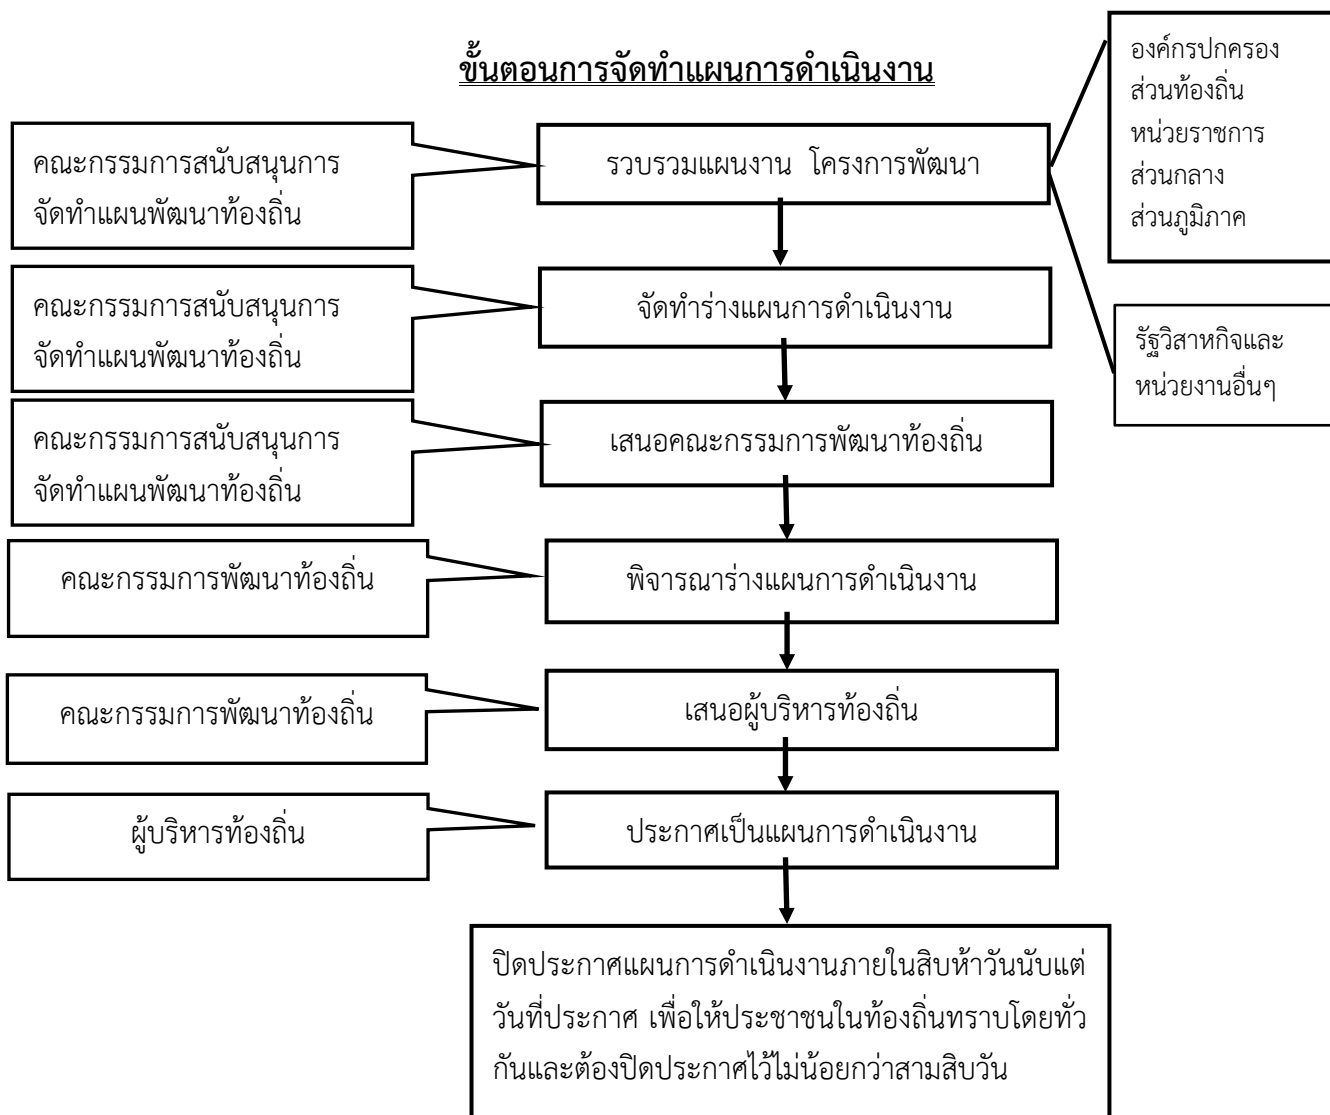 ขั้นตอนการจัดทำแผนการดำเนินงาน
องค์กรปกครอง
ส่วนท้องถิ่น
หน่วยราชการ
ส่วนกลาง
ส่วนภูมิภาค
คณะกรรมการสนับสนุนการ
จัดทำแผนพัฒนาท้องถิ่น
รวบรวมแผนงาน โครงการพัฒนา
คณะกรรมการสนับสนุนการ
จัดทำแผนพัฒนาท้องถิ่น
จัดทำร่างแผนการดำเนินงาน
รัฐวิสาหกิจและ
หน่วยงานอื่นๆ
คณะกรรมการสนับสนุนการ
จัดทำแผนพัฒนาท้องถิ่น
เสนอคณะกรรมการพัฒนาท้องถิ่น
คณะกรรมการพัฒนาท้องถิ่น
พิจารณาร่างแผนการดำเนินงาน
คณะกรรมการพัฒนาท้องถิ่น
เสนอผู้บริหารท้องถิ่น
ผู้บริหารท้องถิ่น
ประกาศเป็นแผนการดำเนินงาน
ปิดประกาศแผนการดำเนินงานภายในสิบห้าวันนับแต่
วันที่ประกาศ เพื่อให้ประชาชนในท้องถิ่นทราบโดยทั่ว
กันและต้องปิดประกาศไว้ไม่น้อยกว่าสามสิบวัน